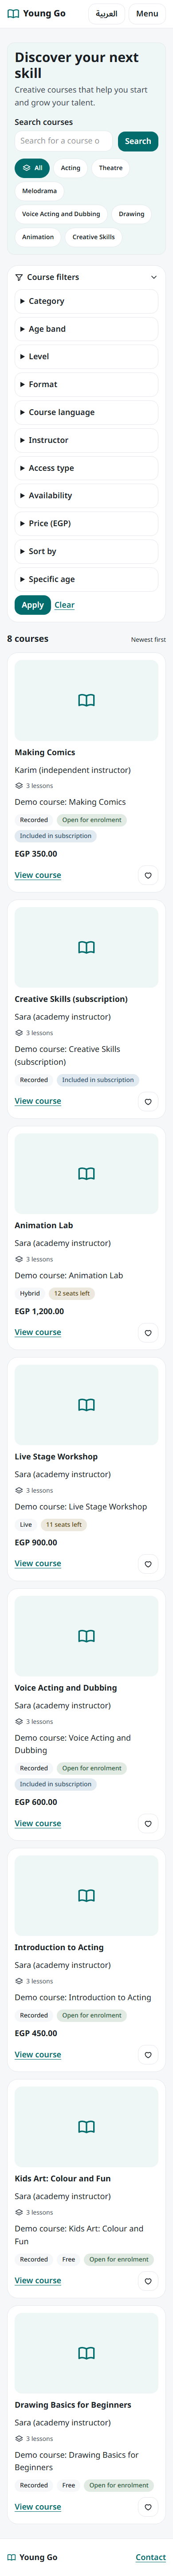 Young Go
العربية
Menu
Discover your next
skill
Creative courses that help you start
and grow your talent.
Search courses
Search for a course o
Search
All
Acting
Theatre
Melodrama
Voice Acting and Dubbing
Drawing
Animation
Creative Skills
Course filters
Category
Age band
Level
Format
Course language
Instructor
Access type
Availability
Price (EGP)
Sort by
Specific age
Apply
Clear
8 courses
Newest first
Making Comics
Karim (independent instructor)
3 lessons
Demo course: Making Comics
Recorded
Open for enrolment
Included in subscription
EGP 350.00
View course
Creative Skills (subscription)
Sara (academy instructor)
3 lessons
Demo course: Creative Skills
(subscription)
Recorded
Included in subscription
View course
Animation Lab
Sara (academy instructor)
3 lessons
Demo course: Animation Lab
Hybrid
12 seats left
EGP 1,200.00
View course
Live Stage Workshop
Sara (academy instructor)
3 lessons
Demo course: Live Stage Workshop
Live
11 seats left
EGP 900.00
View course
Voice Acting and Dubbing
Sara (academy instructor)
3 lessons
Demo course: Voice Acting and
Dubbing
Recorded
Open for enrolment
Included in subscription
EGP 600.00
View course
Introduction to Acting
Sara (academy instructor)
3 lessons
Demo course: Introduction to Acting
Recorded
Open for enrolment
EGP 450.00
View course
Kids Art: Colour and Fun
Sara (academy instructor)
3 lessons
Demo course: Kids Art: Colour and
Fun
Recorded
Free
Open for enrolment
View course
Drawing Basics for Beginners
Sara (academy instructor)
3 lessons
Demo course: Drawing Basics for
Beginners
Recorded
Free
Open for enrolment
View course
Young Go
Contact